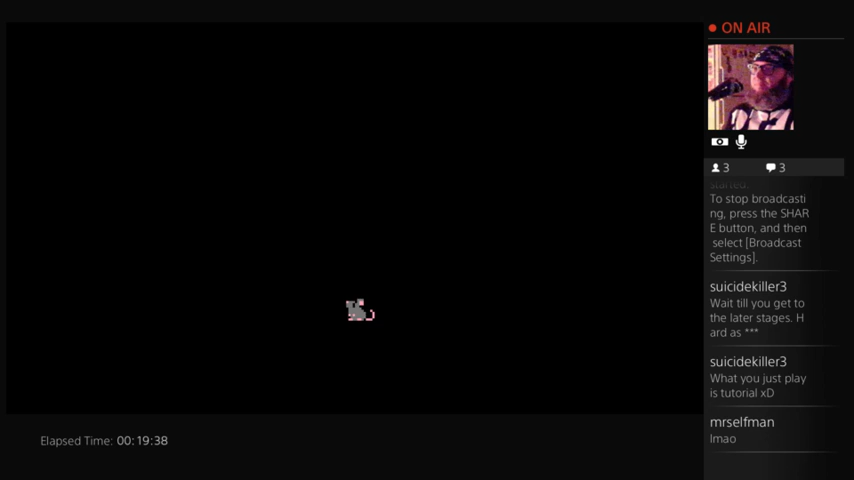 ON AIR
3 3
started.
To stop broadcasti
ng, press the SHAR
E button, and then
select [Broadcast
Settings].
suicidekiller3
Wait till you get to
the later stages. H
ard as ***
suicidekiller3
What you just play
is tutorial xD
mrselfman
lmao
Elapsed Time: 00:19:38